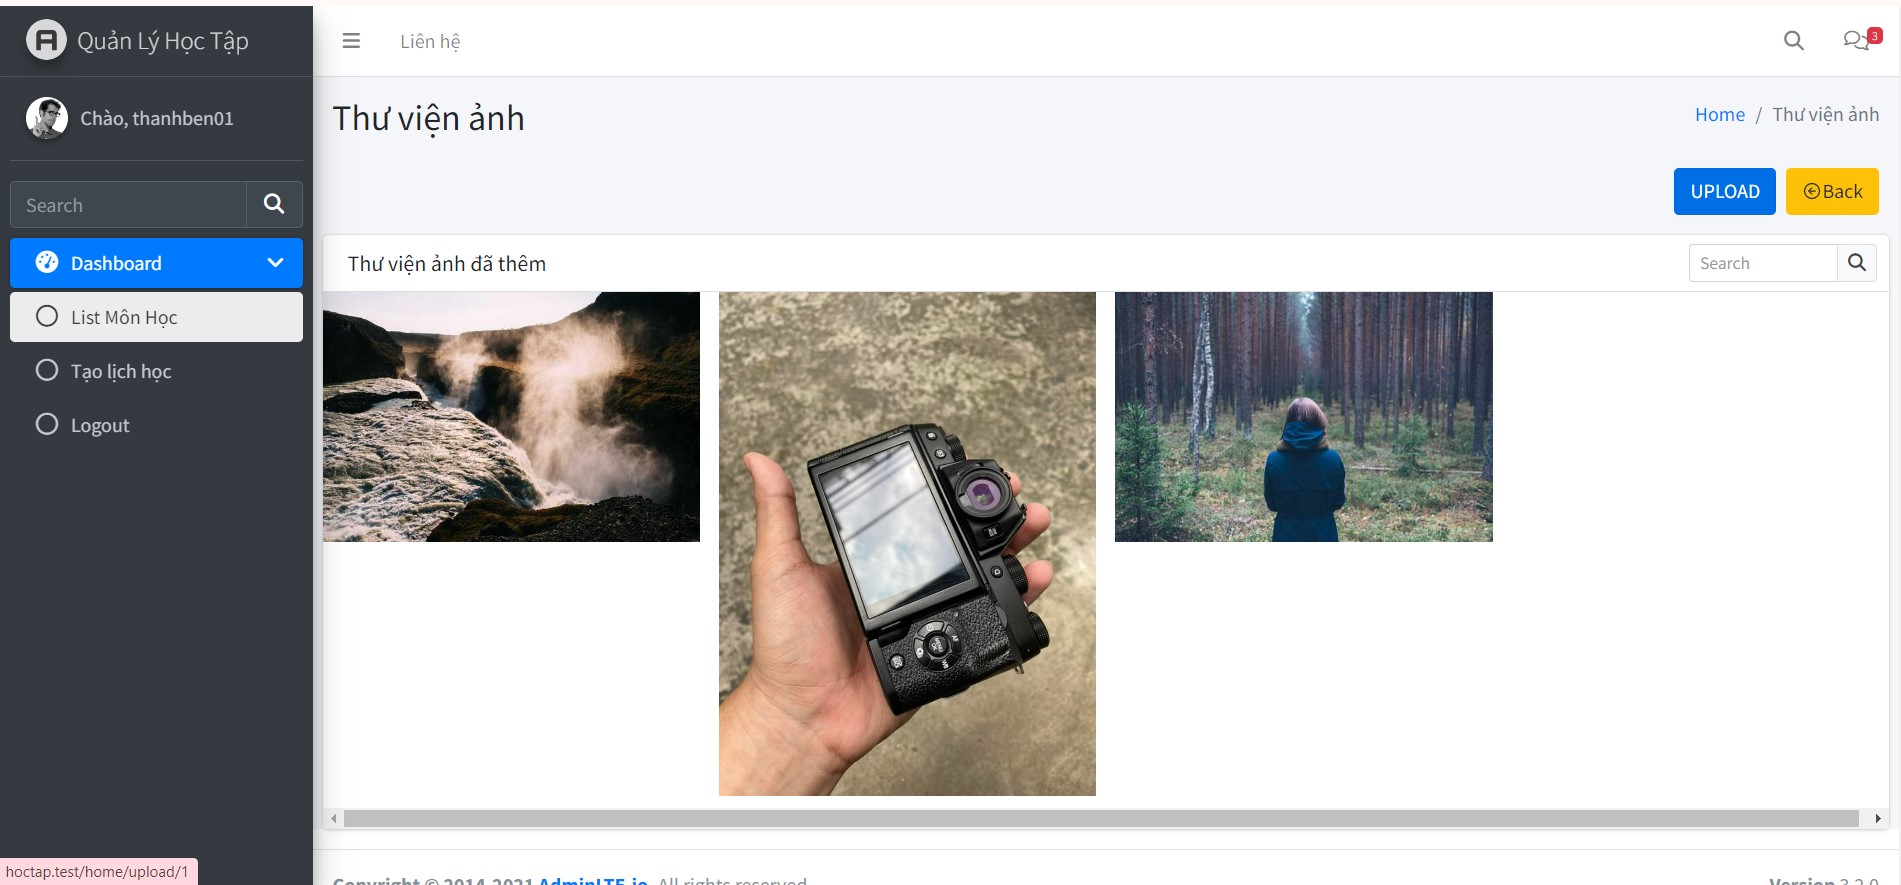 Quản Lý Học Tập
Liên hệ
3
Chào, thanhben01
Thư viện ảnh
Home / Thư viện ảnh
Search
UPLOAD
Back
Dashboard
Thư viện ảnh đã thêm
Search
List Môn Học
Tạo lịch học
Logout
hoctap.test/home/upload/1
Copyright © 2014-2021 AdminLTE.io. All rights reserved.
Version 3.2.0